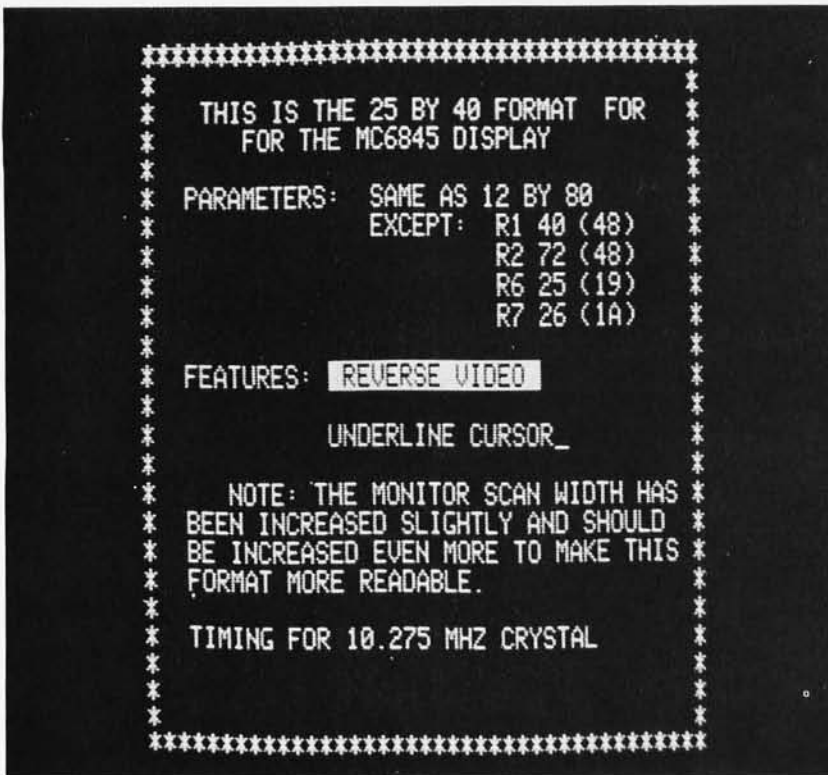 *************************************
THIS IS THE 25 BY 40 FORMAT FOR
FOR THE MC6845 DISPLAY
PARAMETERS: SAME AS 12 BY 80
EXCEPT: R1 40 (48)
R2 72 (48)
R6 25 (19)
R7 26 (1A)
FEATURES: REVERSE VIDEO
UNDERLINE CURSOR_
NOTE: THE MONITOR SCAN WIDTH HAS
BEEN INCREASED SLIGHTLY AND SHOULD
BE INCREASED EVEN MORE TO MAKE THIS
FORMAT MORE READABLE.
TIMING FOR 10.275 MHZ CRYSTAL
*************************************